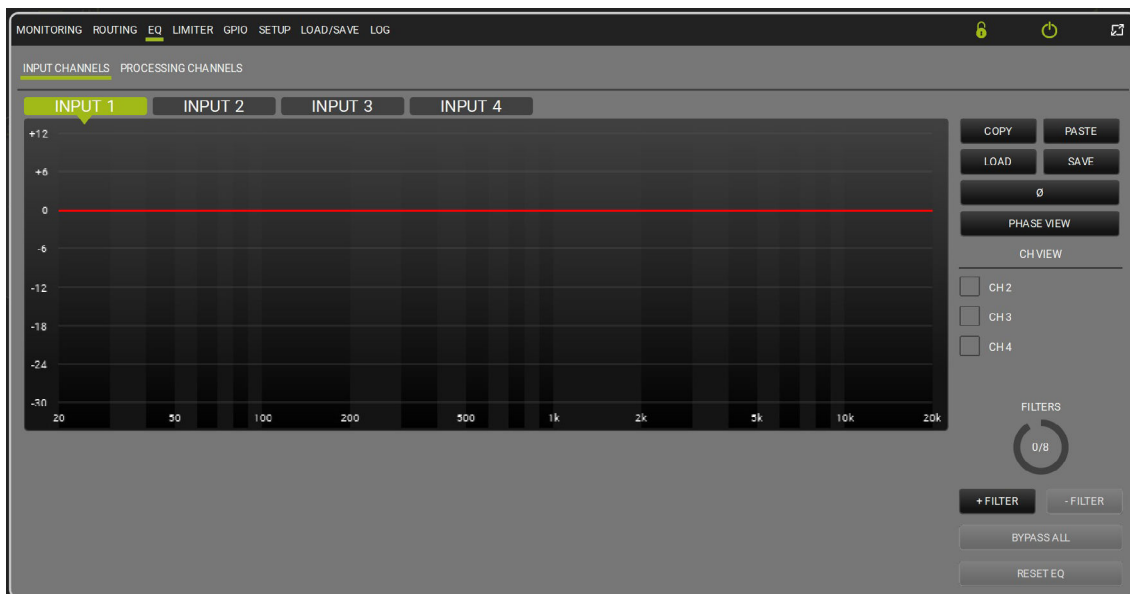 MONITORING ROUTING EQ LIMITER GPIO SETUP LOAD/SAVE LOG
INPUT CHANNELS PROCESSING CHANNELS
INPUT 1 INPUT 2 INPUT 3 INPUT 4
+12
+6
0
-6
-12
-18
-24
-30
20 50 100 200 500 1k 2k 5k 10k 20k
COPY PASTE
LOAD SAVE
Ø
PHASE VIEW
CH VIEW
CH 2
CH 3
CH 4
FILTERS
0/8
+ FILTER - FILTER
BYPASS ALL
RESET EQ